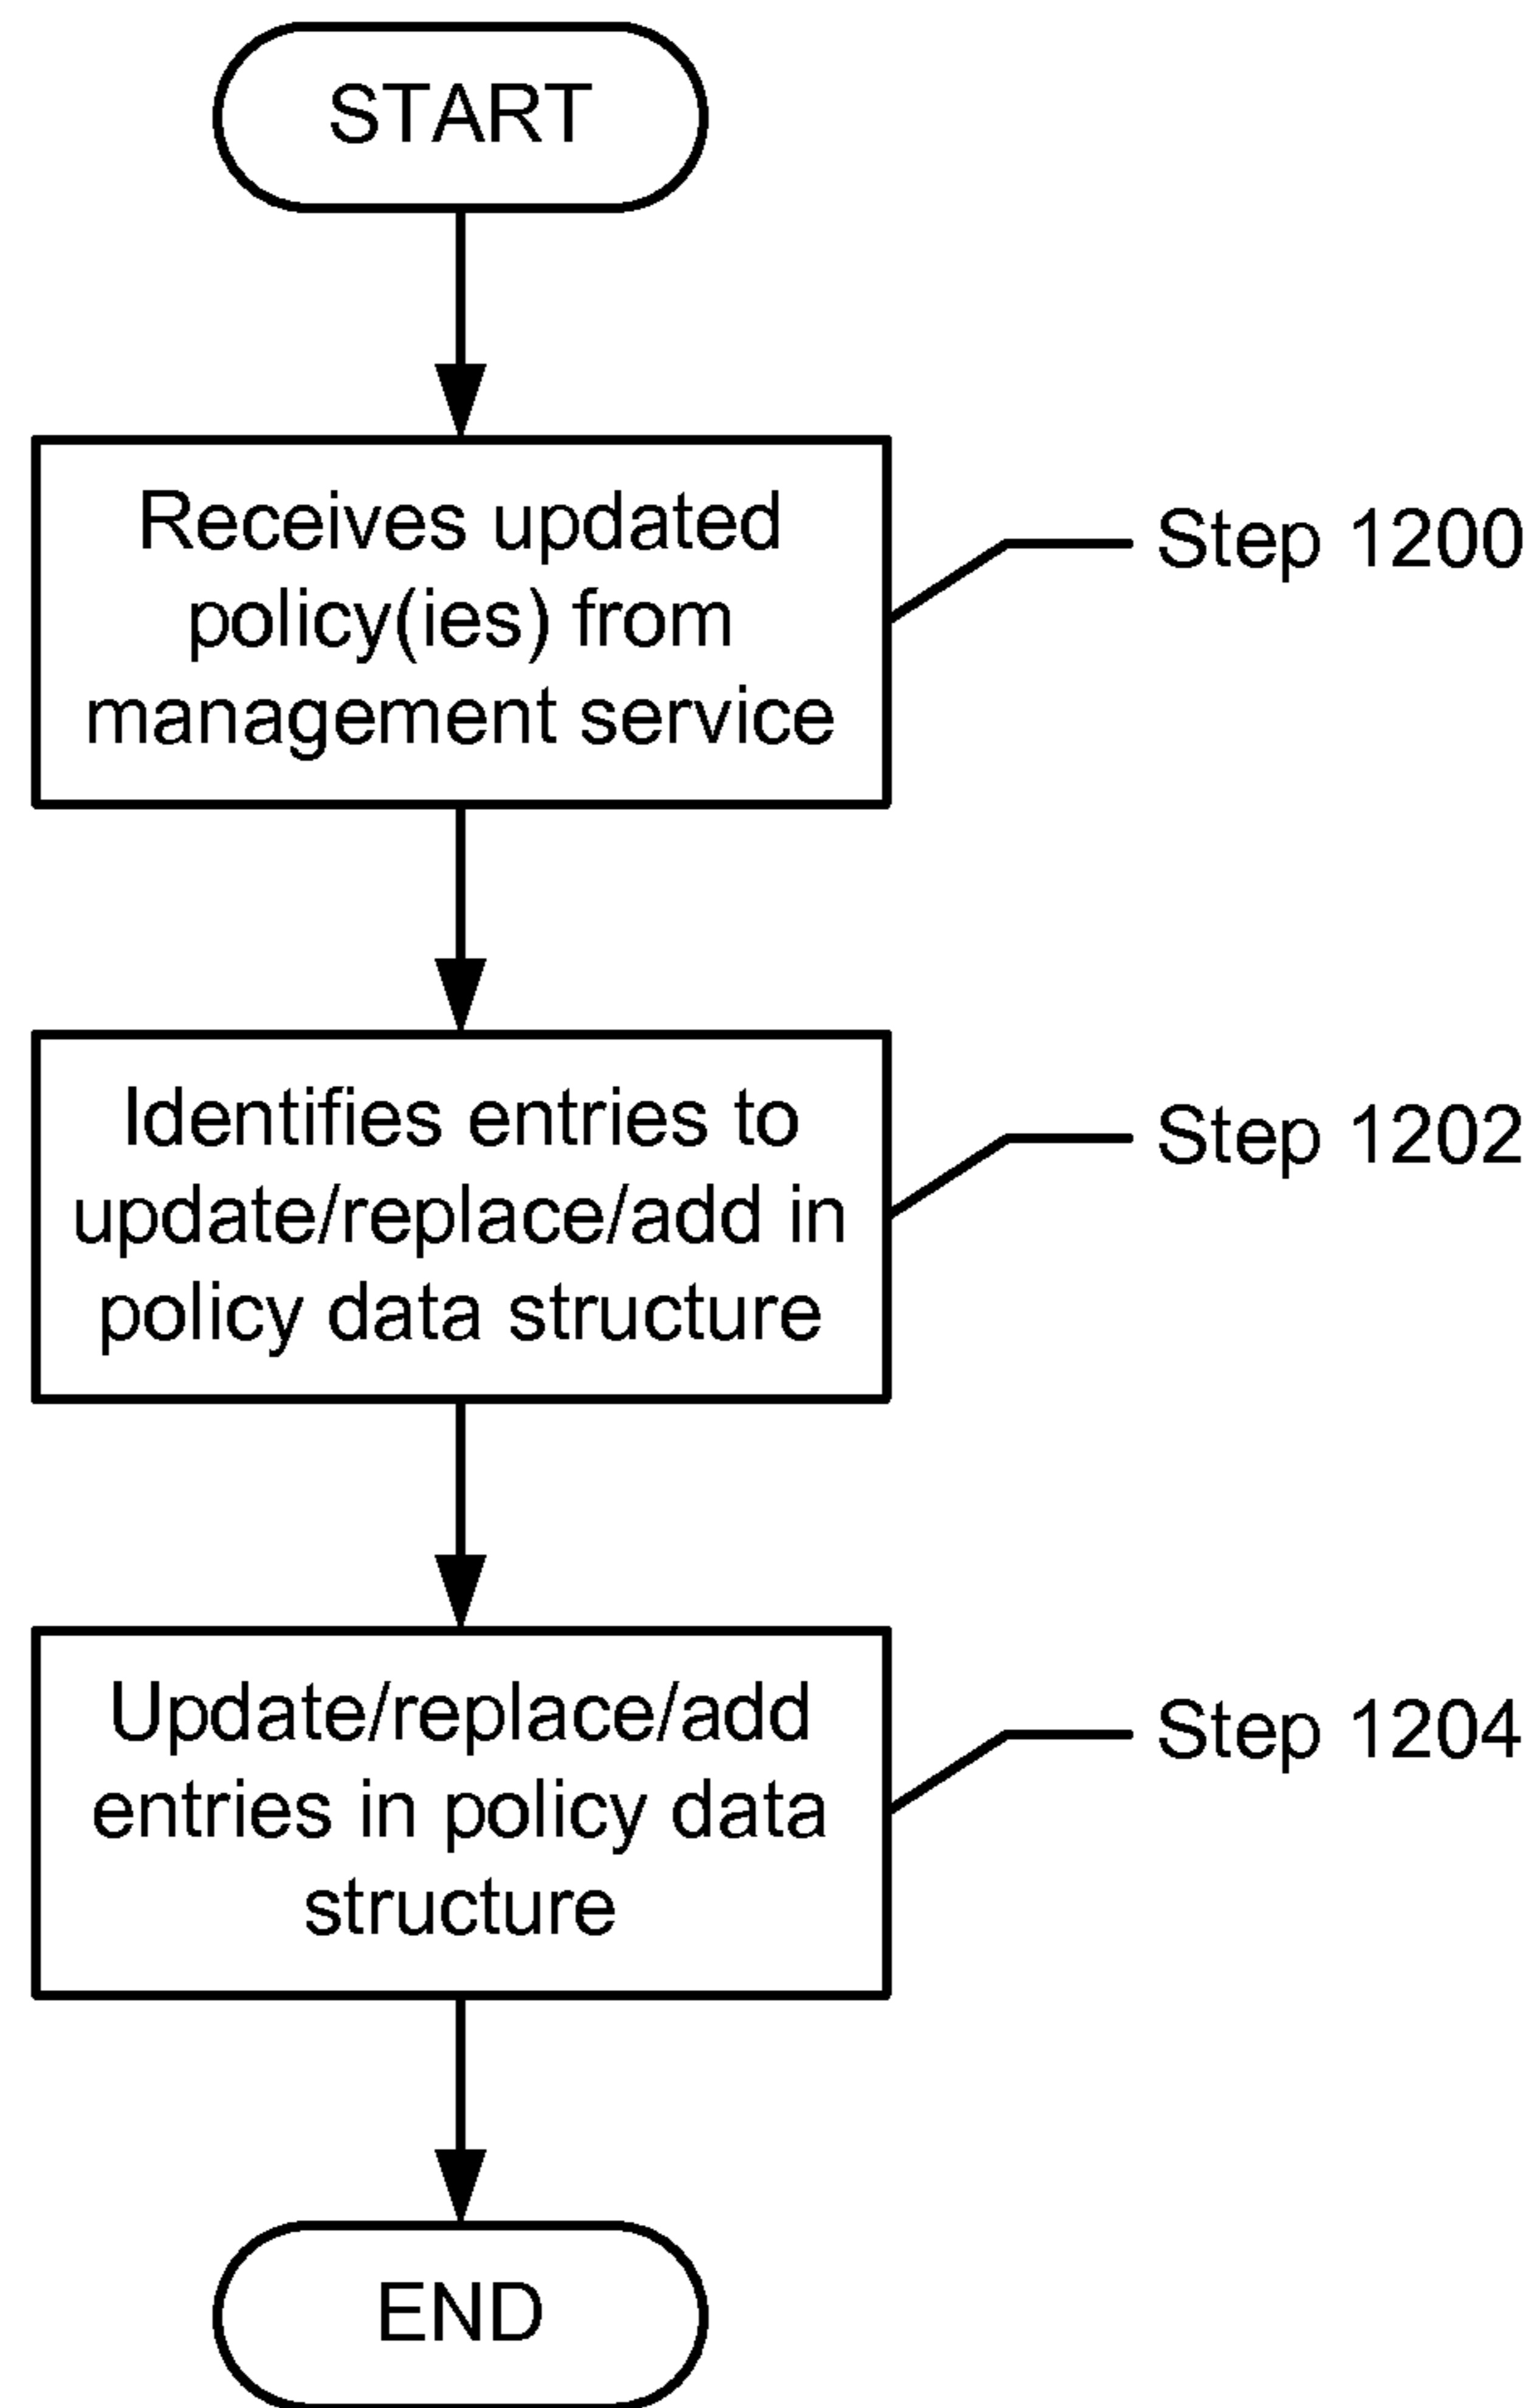 START
Receives updated
policy(ies) from
management service
Step 1200
Identifies entries to
update/replace/add in
policy data structure
Step 1202
Update/replace/add
entries in policy data
structure
Step 1204
END